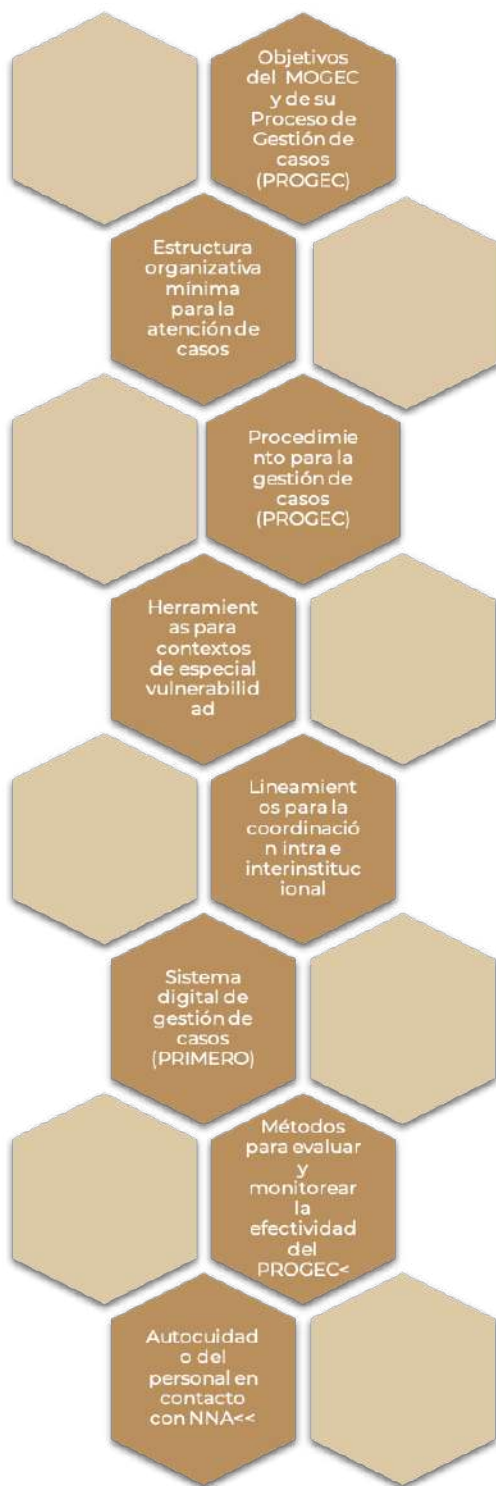 Objetivos
del MOGEC
y de su
Proceso de
Gestión de
casos
(PROGEC)
Estructura
organizativa
mínima
para la
atención de
casos
Procedimie
nto para la
gestión de
casos
(PROGEC)
Herramient
as para
contextos
de especial
vulnerabilid
ad
Lineamient
os para la
coordinació
n intra e
interinstituc
ional
Sistema
digital de
gestión de
casos
(PRIMERO)
Métodos
para evaluar
y
monitorear
la
efectividad
del
PROGEC<
Autocuidad
o del
personal en
contacto
con NNA<<